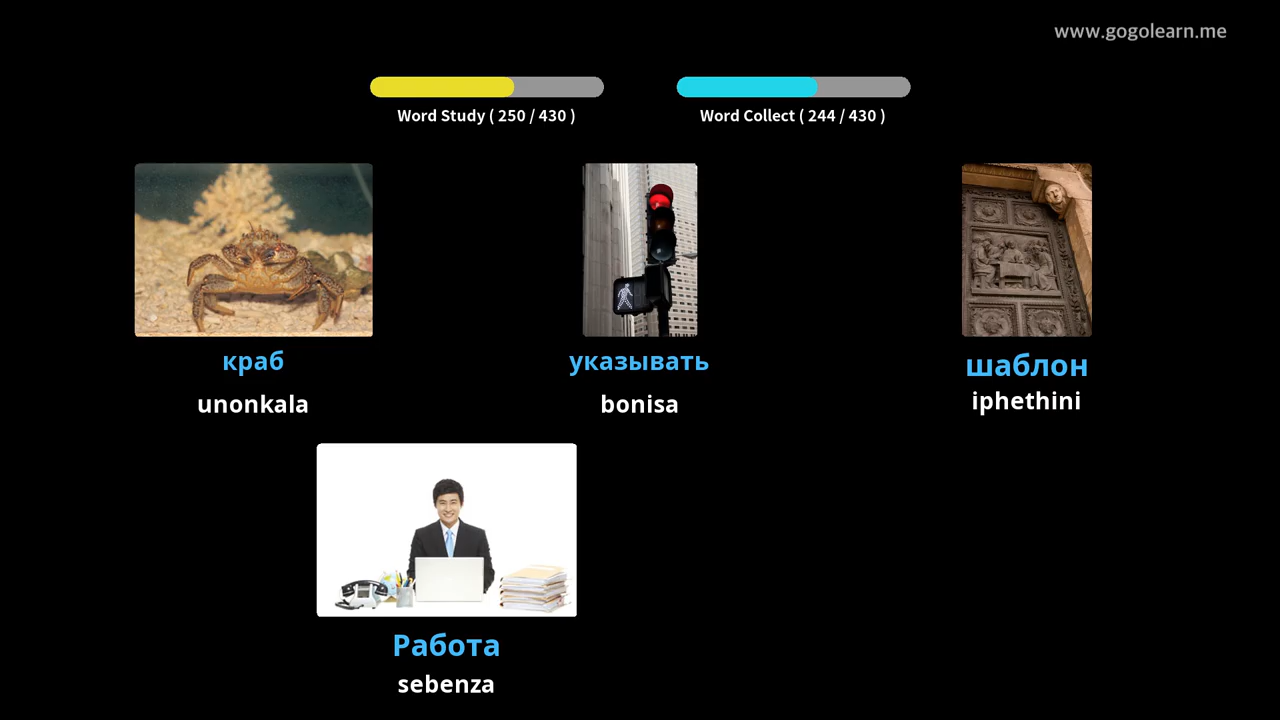 www.gogolearn.me
Word Study ( 250 / 430 )
Word Collect ( 244 / 430 )
краб
указывать
шаблон
unonkala
bonisa
iphethini
Работа
sebenza